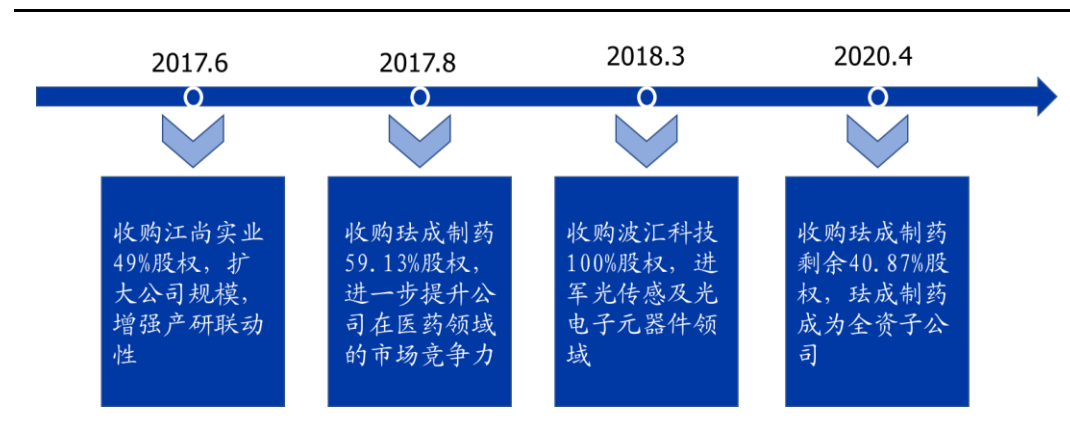 2017.6
2017.8
2018.3
2020.4
收购江尚实业
49%股权，扩
大公司规模，
增强产研联动
性
收购珐成制药
59.13%股权，
进一步提升公
司在医药领域
的市场竞争力
收购波汇科技
100%股权，进
军光传感及光
电子元器件领
域
收购珐成制药
剩余40.87%股
权，珐成制药
成为全资子公
司